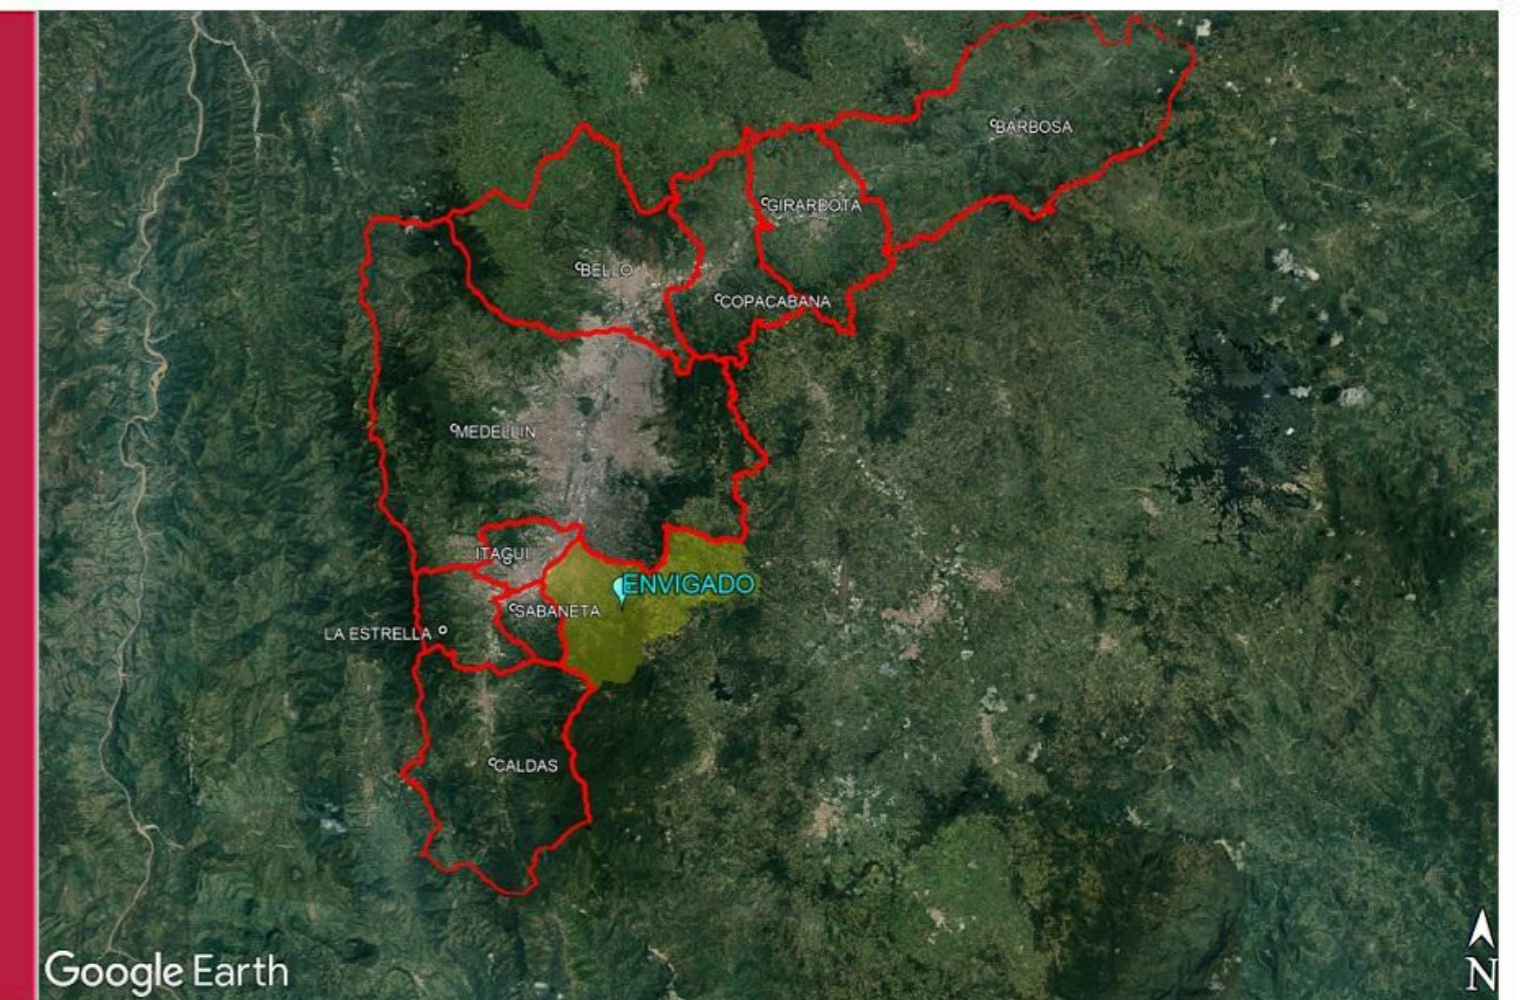 BARBOSA
GIRARDOTA
BELLO
COPACABANA
MEDELLIN
ITAGUI
ENVIGADO
SABANETA
LA ESTRELLA
CALDAS
Google Earth
N